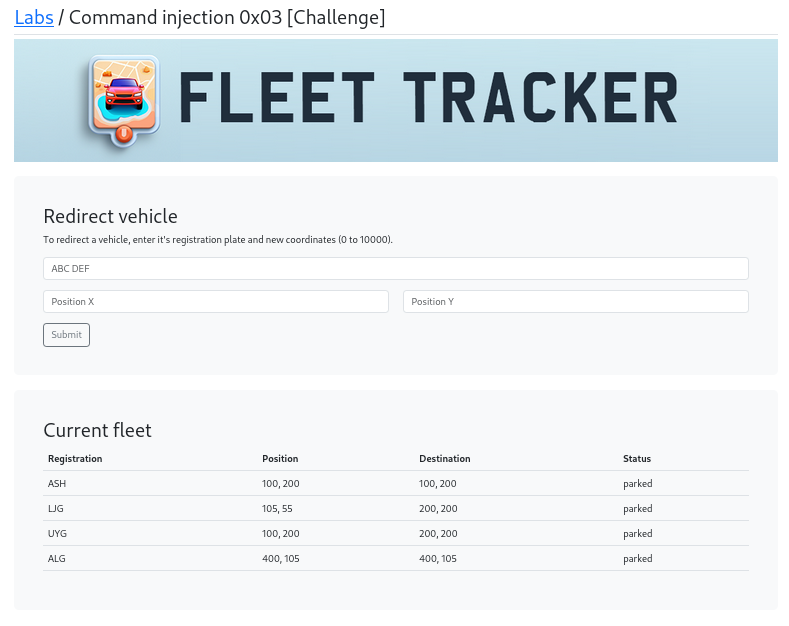 Labs / Command injection 0x03 [Challenge]
FLEET TRACKER
Redirect vehicle
To redirect a vehicle, enter it's registration plate and new coordinates (0 to 10000).
ABC DEF
Position X Position Y
Submit
Current fleet
Registration Position Destination Status
ASH 100, 200 100, 200 parked
LJG 105, 55 200, 200 parked
UYG 100, 200 200, 200 parked
ALG 400, 105 400, 105 parked